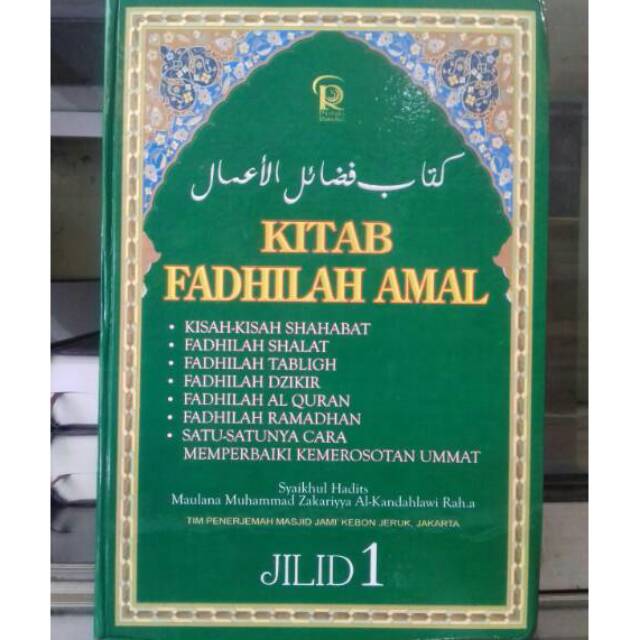 كتاب فضائل الأعمال
KITAB
FADHILAH AMAL
• KISAH-KISAH SHAHABAT
• FADHILAH SHALAT
• FADHILAH TABLIGH
• FADHILAH DZIKIR
• FADHILAH AL QURAN
• FADHILAH RAMADHAN
• SATU-SATUNYA CARA
MEMPERBAIKI KEMEROSOTAN UMMAT
Syaikhul Hadits
Maulana Muhammad Zakariyya Al-Kandahlawi Rah.a
TIM PENERJEMAH MASJID JAMI' KEBON JERUK, JAKARTA
JILID 1